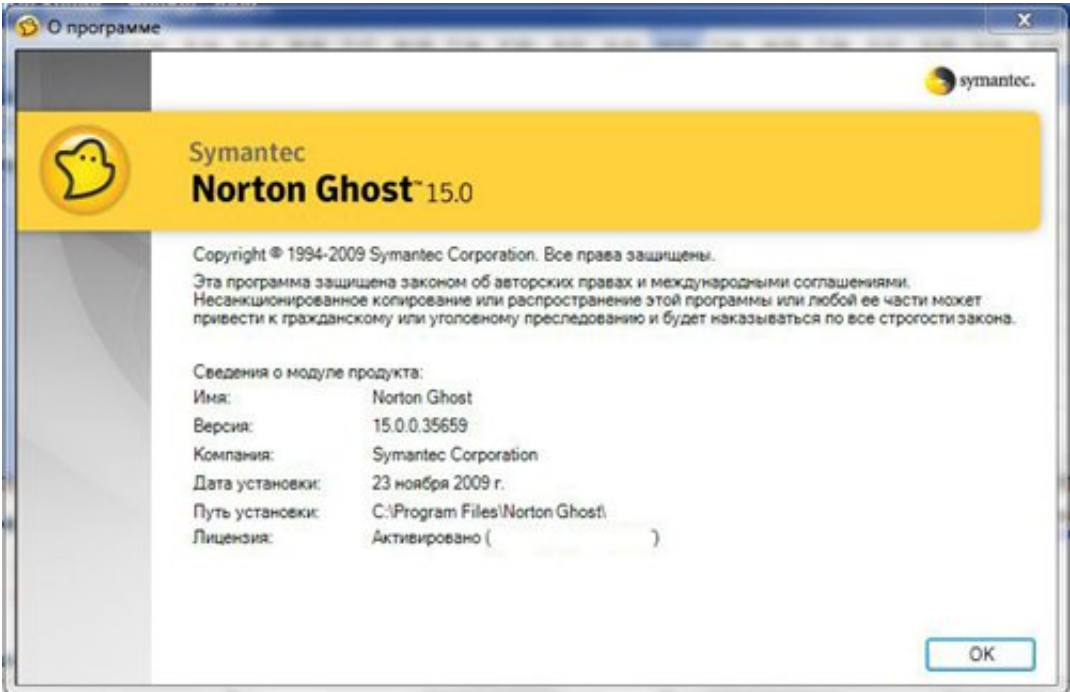 О программе
symantec.
Symantec
Norton Ghost™ 15.0
Copyright © 1994-2009 Symantec Corporation. Все права защищены.
Эта программа защищена законом об авторских правах и международными соглашениями.
Несанкционированное копирование или распространение этой программы или любой ее части может
привести к гражданскому или уголовному преследованию и будет наказываться по все строгости закона.
Сведения о модуле продукта:
Имя: Norton Ghost
Версия: 15.0.0.35659
Компания: Symantec Corporation
Дата установки: 23 ноября 2009 г.
Путь установки: C:\Program Files\Norton Ghost\
Лицензия: Активировано ( )
OK